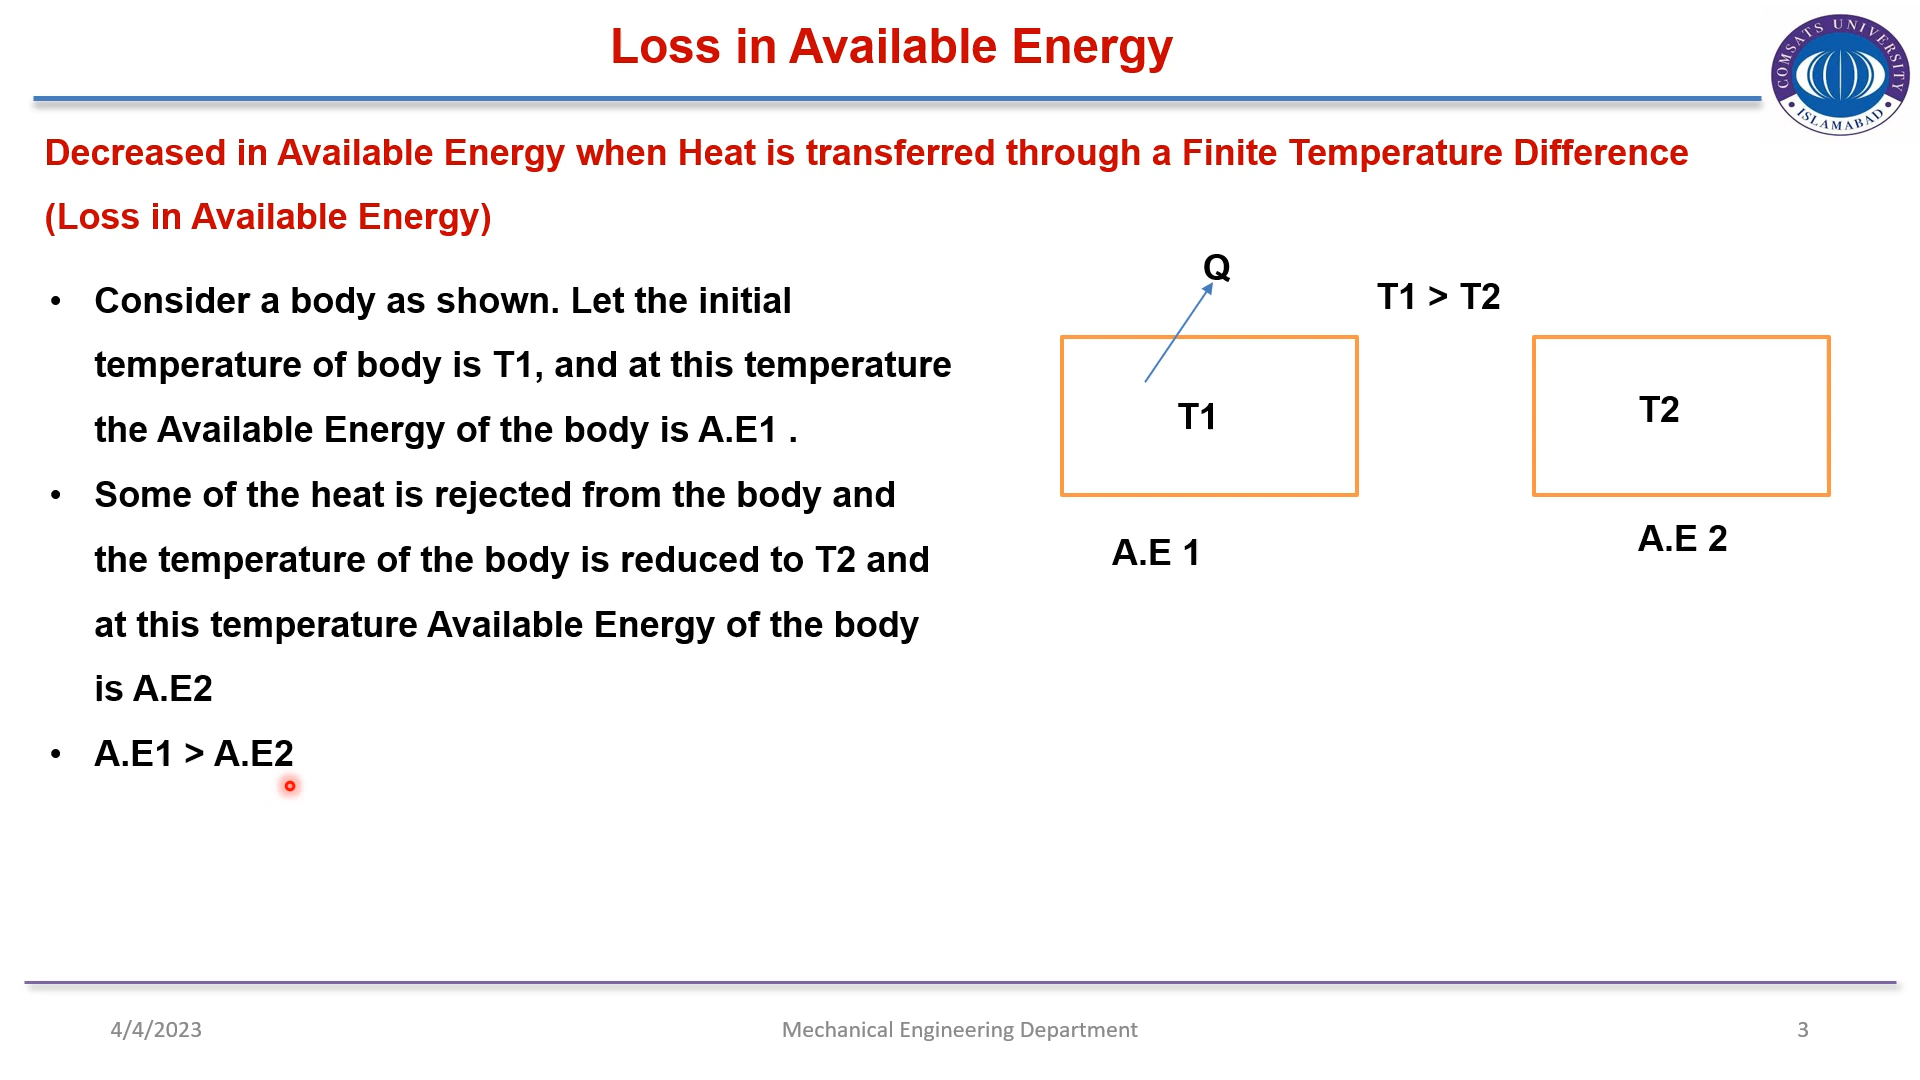 Loss in Available Energy
COMSATS UNIVERSITY
ISLAMABAD
Decreased in Available Energy when Heat is transferred through a Finite Temperature Difference
(Loss in Available Energy)
• Consider a body as shown. Let the initial
temperature of body is T1, and at this temperature
the Available Energy of the body is A.E1 .
• Some of the heat is rejected from the body and
the temperature of the body is reduced to T2 and
at this temperature Available Energy of the body
is A.E2
• A.E1 > A.E2
Q
T1 > T2
T1
T2
A.E 1
A.E 2
4/4/2023
Mechanical Engineering Department
3